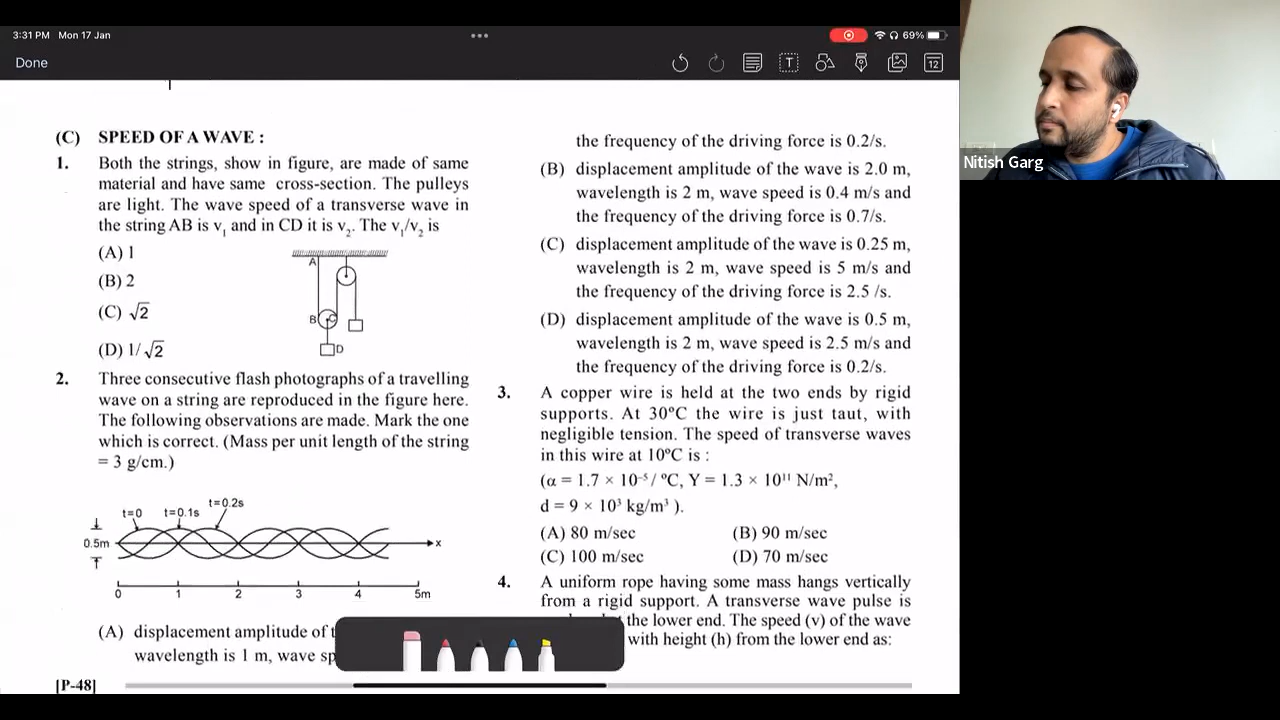 3:31 PM Mon 17 Jan
69%
Done
T
12
Nitish Garg
(C) SPEED OF A WAVE :
1. Both the strings, show in figure, are made of same
material and have same cross-section. The pulleys
are light. The wave speed of a transverse wave in
the string AB is v₁ and in CD it is v₂. The v₁/v₂ is
(A) 1
(B) 2
(C) √2
(D) 1/√2
A
B
C
D
2. Three consecutive flash photographs of a travelling
wave on a string are reproduced in the figure here.
The following observations are made. Mark the one
which is correct. (Mass per unit length of the string
= 3 g/cm.)
t=0 t=0.1s t=0.2s
0.5m
x
0 1 2 3 4 5m
(A) displacement amplitude of
wavelength is 1 m, wave
[P-48]
the frequency of the driving force is 0.2/s.
(B) displacement amplitude of the wave is 2.0 m,
wavelength is 2 m, wave speed is 0.4 m/s and
the frequency of the driving force is 0.7/s.
(C) displacement amplitude of the wave is 0.25 m,
wavelength is 2 m, wave speed is 5 m/s and
the frequency of the driving force is 2.5 /s.
(D) displacement amplitude of the wave is 0.5 m,
wavelength is 2 m, wave speed is 2.5 m/s and
the frequency of the driving force is 0.2/s.
3. A copper wire is held at the two ends by rigid
supports. At 30ºC the wire is just taut, with
negligible tension. The speed of transverse waves
in this wire at 10ºC is :
(α = 1.7 × 10⁻⁵/ ºC, Y = 1.3 × 10¹¹ N/m²,
d = 9 × 10³ kg/m³ ).
(A) 80 m/sec (B) 90 m/sec
(C) 100 m/sec (D) 70 m/sec
4. A uniform rope having some mass hangs vertically
from a rigid support. A transverse wave pulse is
the lower end. The speed (v) of the wave
with height (h) from the lower end as: